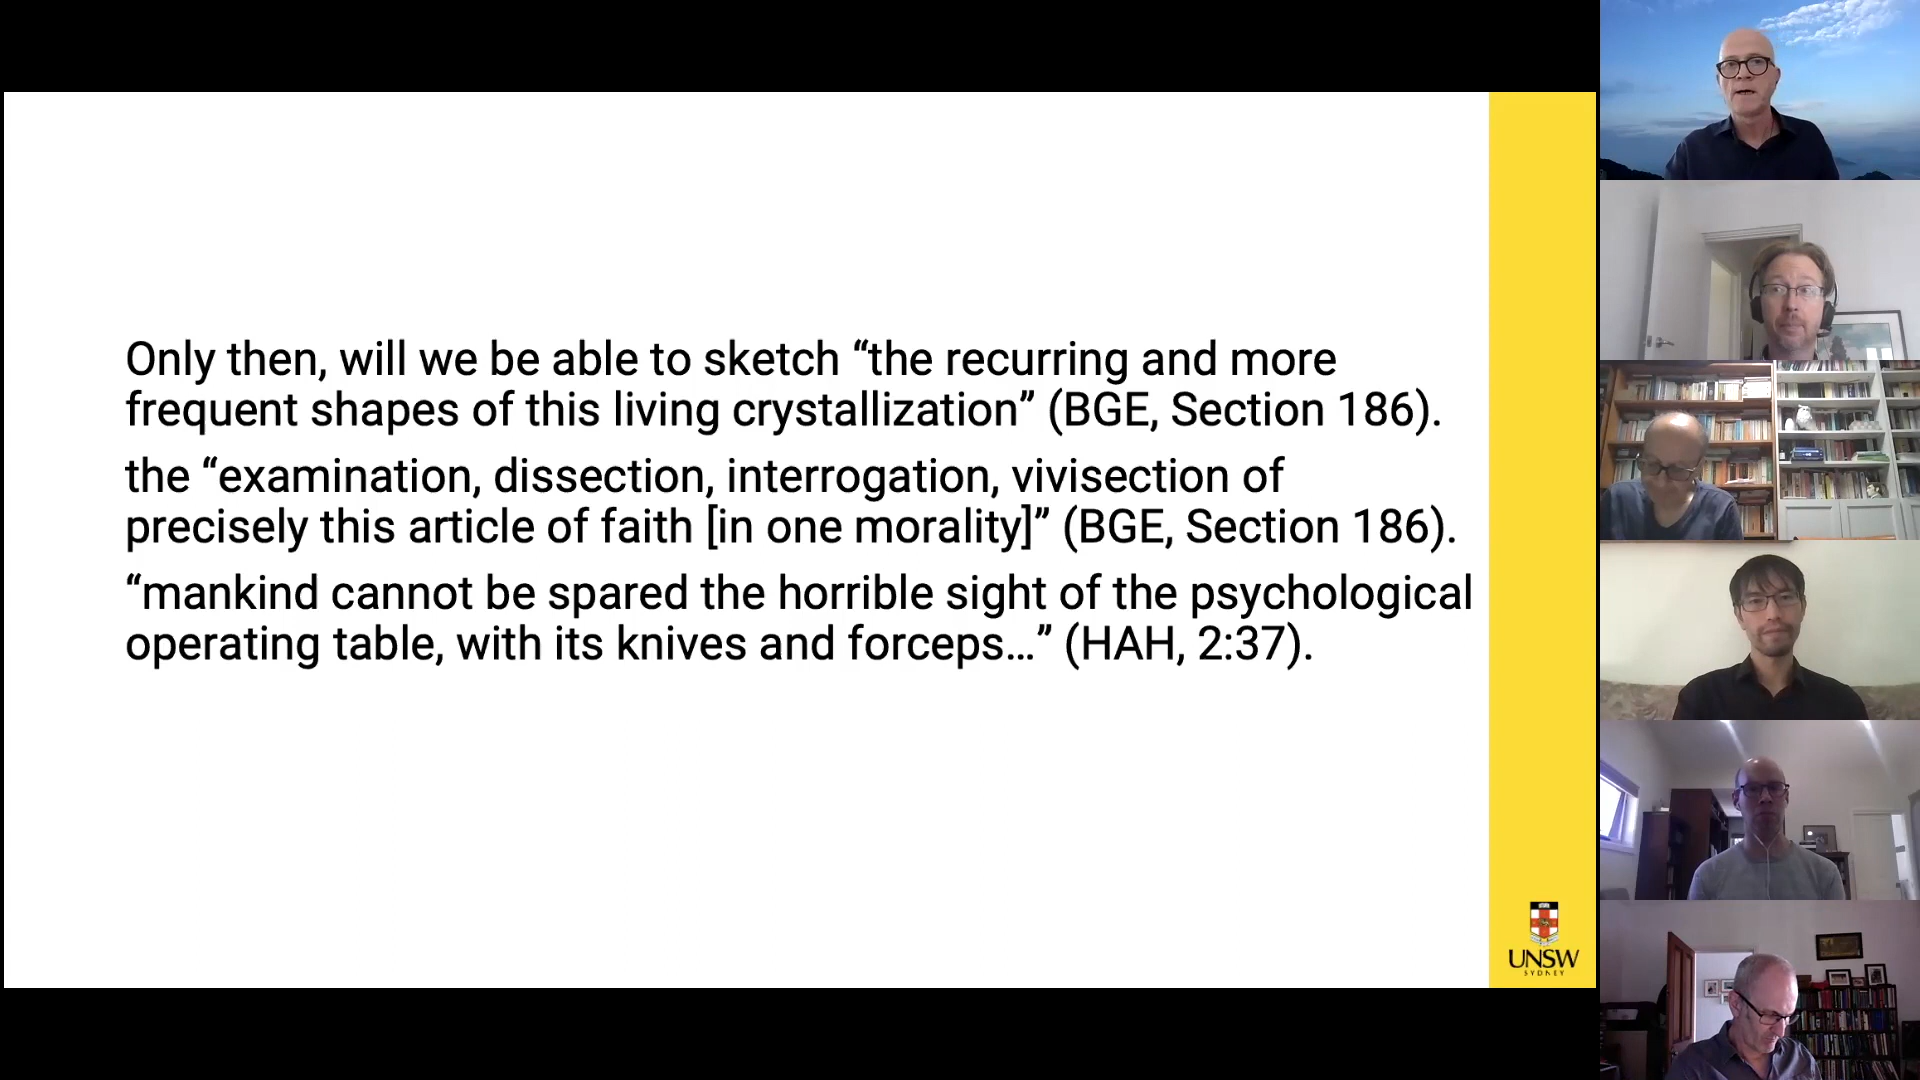 Only then, will we be able to sketch “the recurring and more
frequent shapes of this living crystallization” (BGE, Section 186).
the “examination, dissection, interrogation, vivisection of
precisely this article of faith [in one morality]” (BGE, Section 186).
“mankind cannot be spared the horrible sight of the psychological
operating table, with its knives and forceps…” (HAH, 2:37).
UNSW
SYDNEY